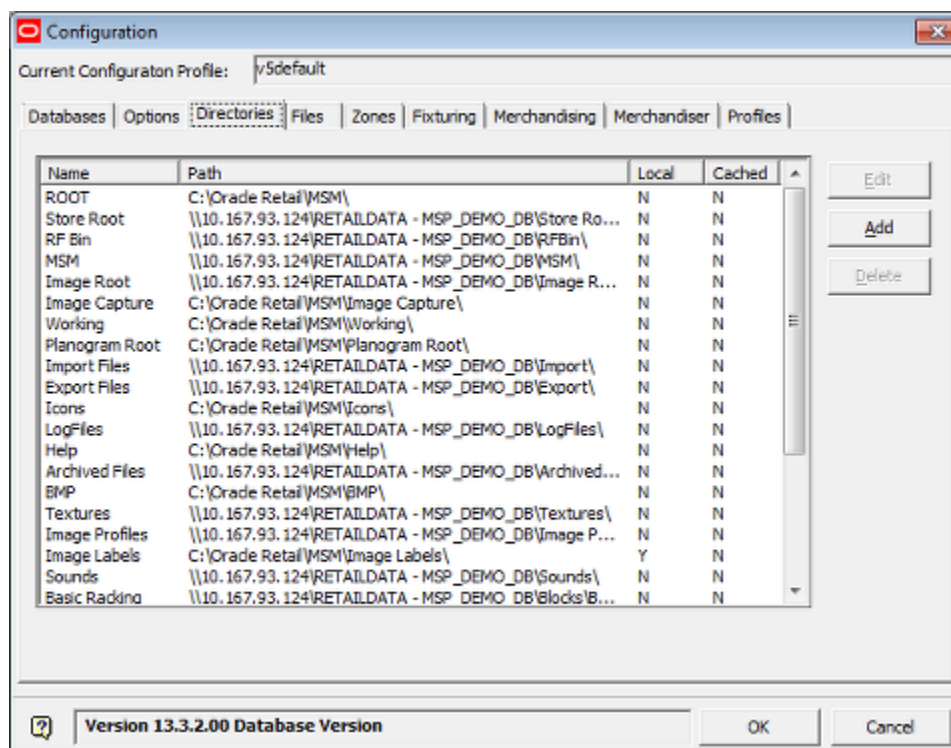 Configuration
Current Configuraton Profile: v5default
Databases Options Directories Files Zones Fixturing Merchandising Merchandiser Profiles
Name Path Local Cached
ROOT C:\Oracle Retail\MSM\ N N
Store Root \\10.167.93.124\RETAILDATA - MSP_DEMO_DB\Store Ro... N N
RF Bin \\10.167.93.124\RETAILDATA - MSP_DEMO_DB\RFBin\ N N
MSM \\10.167.93.124\RETAILDATA - MSP_DEMO_DB\MSM\ N N
Image Root \\10.167.93.124\RETAILDATA - MSP_DEMO_DB\Image R... N N
Image Capture C:\Oracle Retail\MSM\Image Capture\ N N
Working C:\Oracle Retail\MSM\Working\ N N
Planogram Root C:\Oracle Retail\MSM\Planogram Root\ N N
Import Files \\10.167.93.124\RETAILDATA - MSP_DEMO_DB\Import\ N N
Export Files \\10.167.93.124\RETAILDATA - MSP_DEMO_DB\Export\ N N
Icons C:\Oracle Retail\MSM\Icons\ N N
LogFiles \\10.167.93.124\RETAILDATA - MSP_DEMO_DB\LogFiles\ N N
Help C:\Oracle Retail\MSM\Help\ N N
Archived Files \\10.167.93.124\RETAILDATA - MSP_DEMO_DB\Archived... N N
BMP C:\Oracle Retail\MSM\BMP\ N N
Textures \\10.167.93.124\RETAILDATA - MSP_DEMO_DB\Textures\ N N
Image Profiles \\10.167.93.124\RETAILDATA - MSP_DEMO_DB\Image P... N N
Image Labels C:\Oracle Retail\MSM\Image Labels\ Y N
Sounds \\10.167.93.124\RETAILDATA - MSP_DEMO_DB\Sounds\ N N
Basic Racking \\10.167.93.124\RETAILDATA - MSP_DEMO_DB\Blocks\B... N N
Edit
Add
Delete
Version 13.3.2.00 Database Version
OK
Cancel